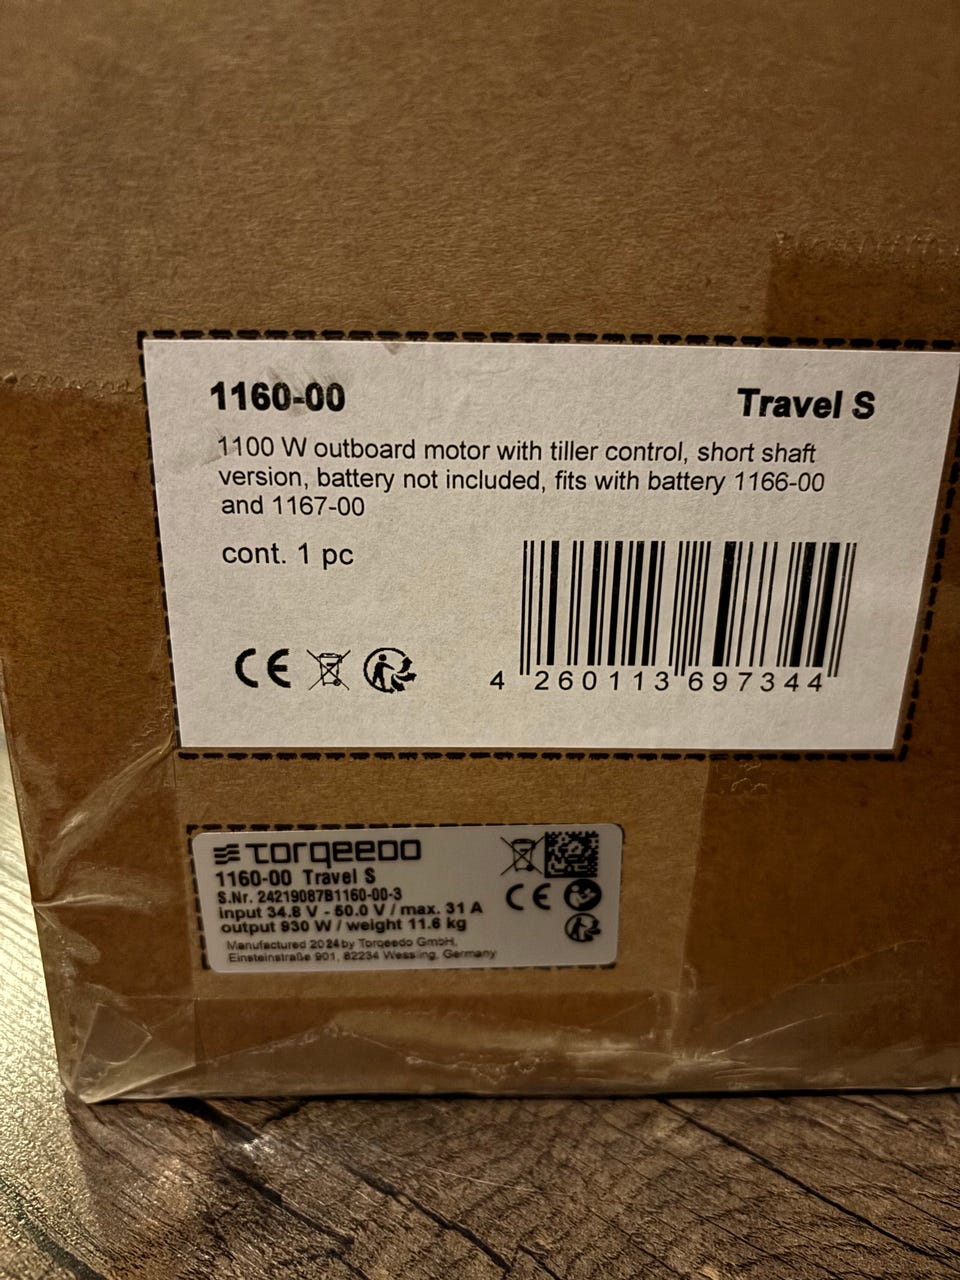 1160-00 Travel S
1100 W outboard motor with tiller control, short shaft
version, battery not included, fits with battery 1166-00
and 1167-00
cont. 1 pc
CE
4 260113 697344
TORQEEDO
1160-00 Travel S
S.Nr. 24219087B1160-00-3
input 34.8 V - 50.0 V / max. 31 A
output 930 W / weight 11.6 kg
CE
Manufactured 2024 by Torqeedo GmbH,
Einsteinstraße 901, 82234 Wessling, Germany